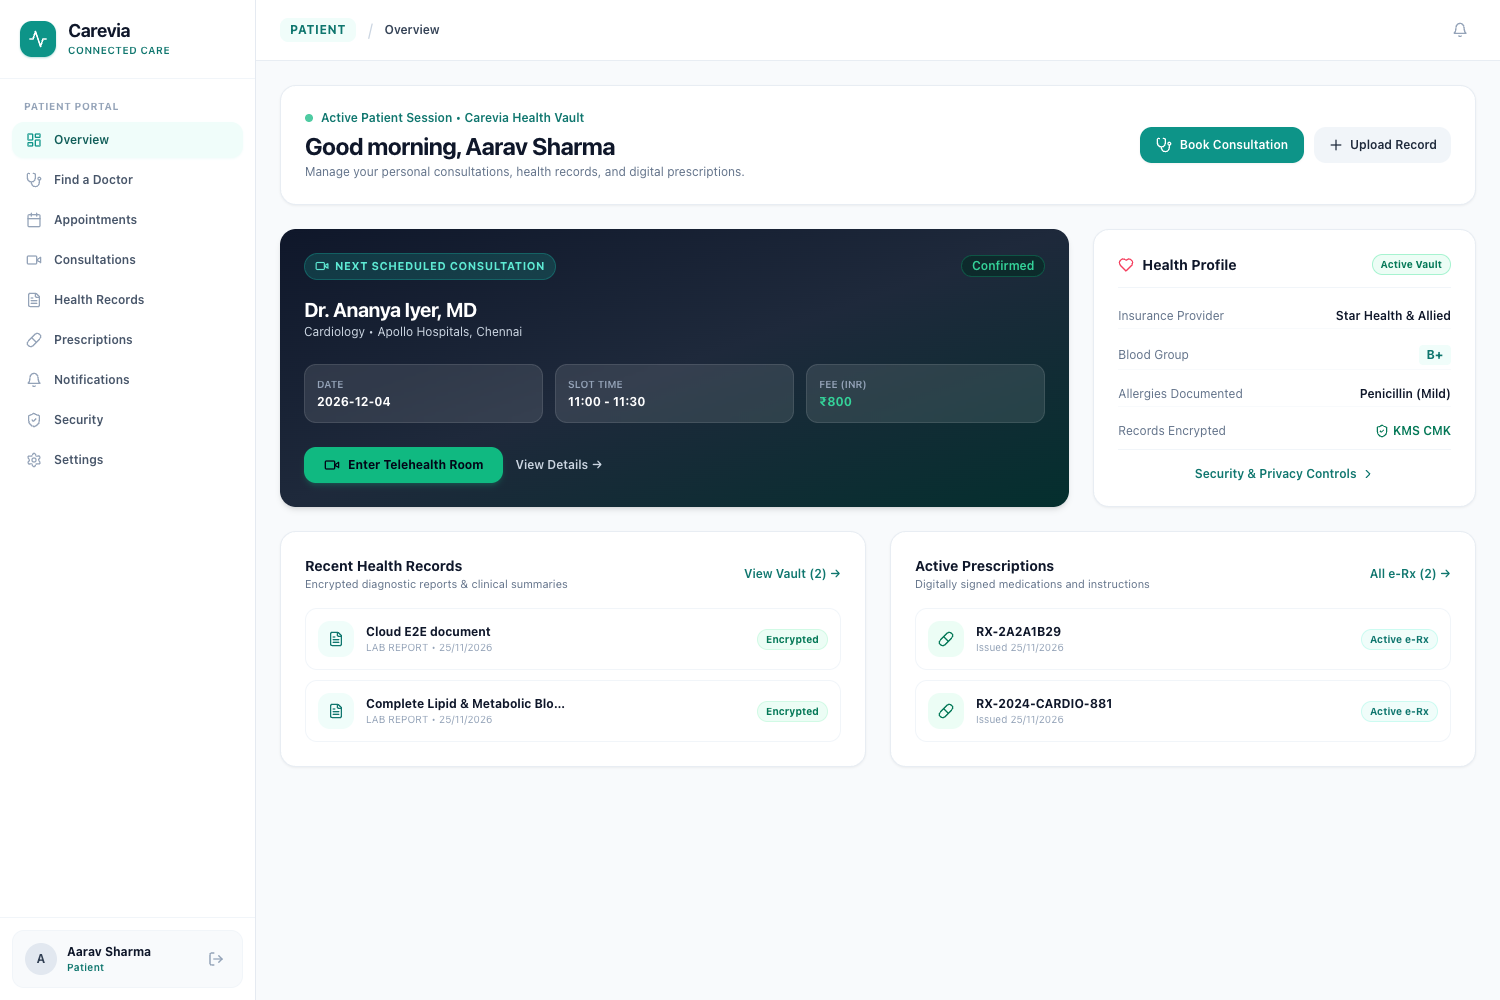 Carevia
CONNECTED CARE
PATIENT PORTAL
Overview
Find a Doctor
Appointments
Consultations
Health Records
Prescriptions
Notifications
Security
Settings
A
Aarav Sharma
Patient
PATIENT / Overview
Active Patient Session • Carevia Health Vault
Good morning, Aarav Sharma
Manage your personal consultations, health records, and digital prescriptions.
Book Consultation
Upload Record
NEXT SCHEDULED CONSULTATION
Confirmed
Dr. Ananya Iyer, MD
Cardiology • Apollo Hospitals, Chennai
DATE
2026-12-04
SLOT TIME
11:00 - 11:30
FEE (INR)
₹800
Enter Telehealth Room
View Details →
Health Profile
Active Vault
Insurance Provider
Star Health & Allied
Blood Group
B+
Allergies Documented
Penicillin (Mild)
Records Encrypted
KMS CMK
Security & Privacy Controls
Recent Health Records
Encrypted diagnostic reports & clinical summaries
View Vault (2) →
Cloud E2E document
LAB REPORT • 25/11/2026
Encrypted
Complete Lipid & Metabolic Blo...
LAB REPORT • 25/11/2026
Encrypted
Active Prescriptions
Digitally signed medications and instructions
All e-Rx (2) →
RX-2A2A1B29
Issued 25/11/2026
Active e-Rx
RX-2024-CARDIO-881
Issued 25/11/2026
Active e-Rx